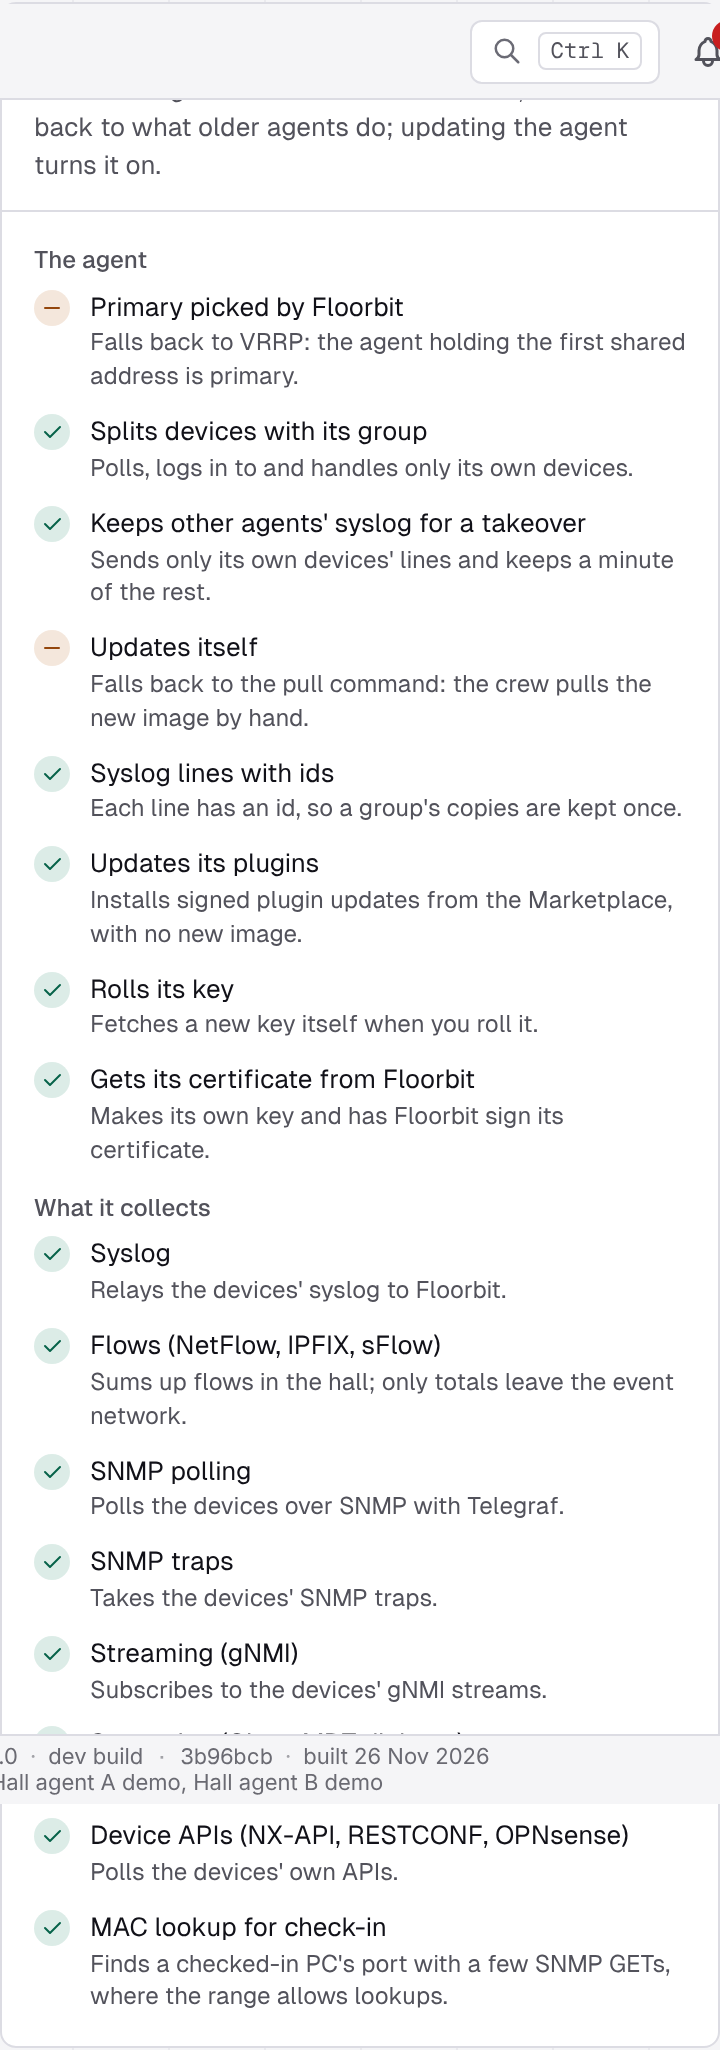 Ctrl K
back to what older agents do; updating the agent
turns it on.
The agent
Primary picked by Floorbit
Falls back to VRRP: the agent holding the first shared
address is primary.
Splits devices with its group
Polls, logs in to and handles only its own devices.
Keeps other agents' syslog for a takeover
Sends only its own devices' lines and keeps a minute
of the rest.
Updates itself
Falls back to the pull command: the crew pulls the
new image by hand.
Syslog lines with ids
Each line has an id, so a group's copies are kept once.
Updates its plugins
Installs signed plugin updates from the Marketplace,
with no new image.
Rolls its key
Fetches a new key itself when you roll it.
Gets its certificate from Floorbit
Makes its own key and has Floorbit sign its
certificate.
What it collects
Syslog
Relays the devices' syslog to Floorbit.
Flows (NetFlow, IPFIX, sFlow)
Sums up flows in the hall; only totals leave the event
network.
SNMP polling
Polls the devices over SNMP with Telegraf.
SNMP traps
Takes the devices' SNMP traps.
Streaming (gNMI)
Subscribes to the devices' gNMI streams.
.0 · dev build · 3b96bcb · built 26 Nov 2026
Hall agent A demo, Hall agent B demo
Device APIs (NX-API, RESTCONF, OPNsense)
Polls the devices' own APIs.
MAC lookup for check-in
Finds a checked-in PC's port with a few SNMP GETs,
where the range allows lookups.